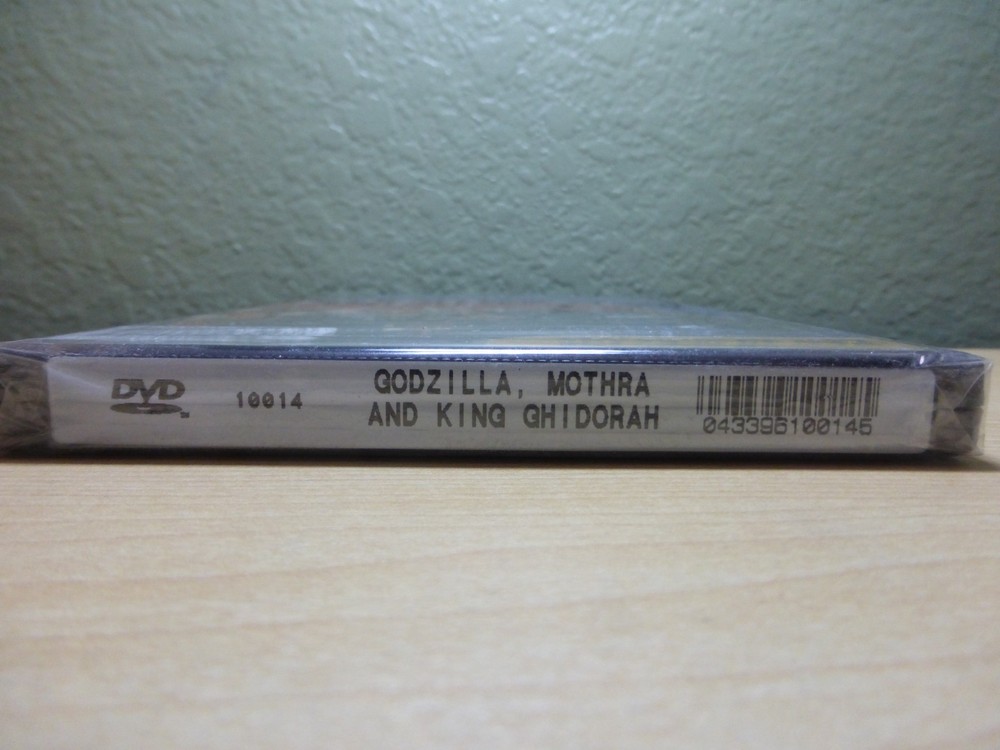 DVD
10014
GODZILLA, MOTHRA
AND KING GHIDORAH
043396100145